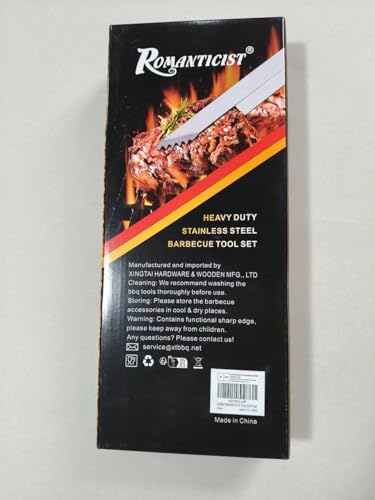 ROMANTICIST®
HEAVY DUTY
STAINLESS STEEL
BARBECUE TOOL SET
Manufactured and imported by
XINGTAI HARDWARE & WOODEN MFG., LTD
Cleaning: We recommend washing the
bbq tools thoroughly before use.
Storing: Please store the barbecue
accessories in cool & dry places.
Warning: Contains functional sharp edge,
please keep away from children.
Any questions? Please contact us!
service@xtbbq.net
Made in China